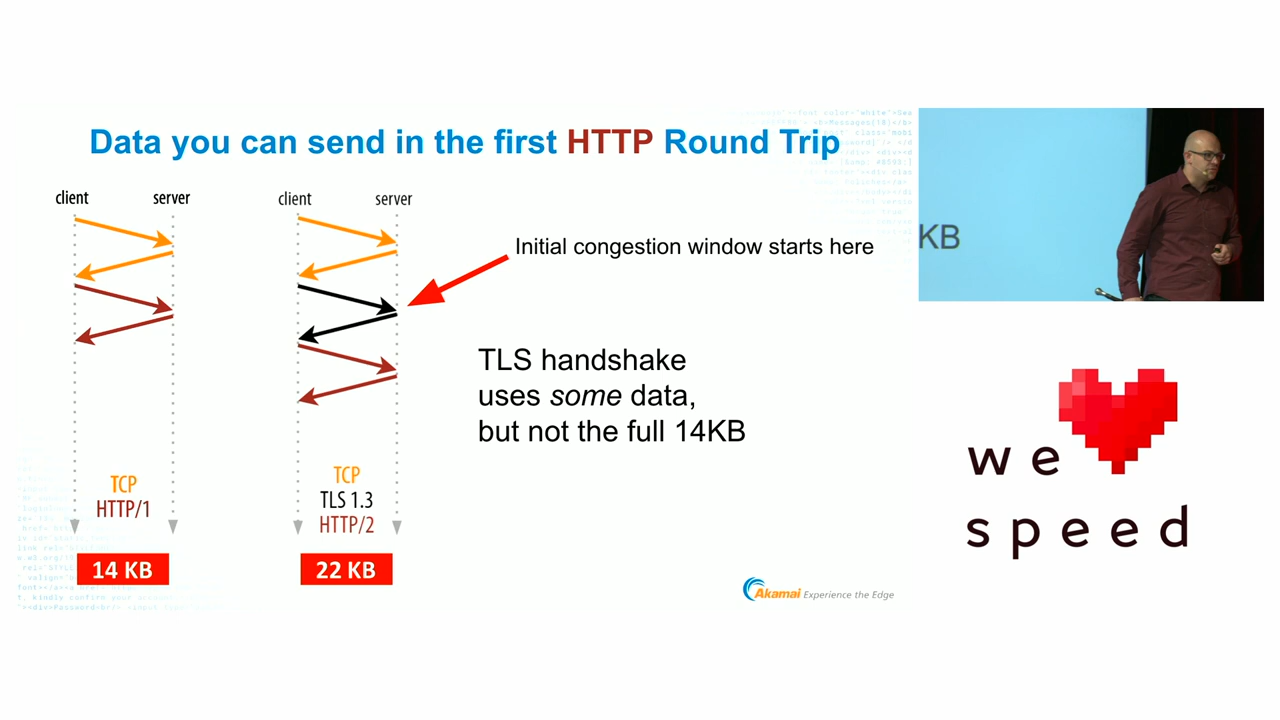 Data you can send in the first HTTP Round Trip
client
server
client
server
Initial congestion window starts here
TLS handshake
uses some data,
but not the full 14KB
TCP
HTTP/1
TCP
TLS 1.3
HTTP/2
14 KB
22 KB
Akamai Experience the Edge
KB
we
speed